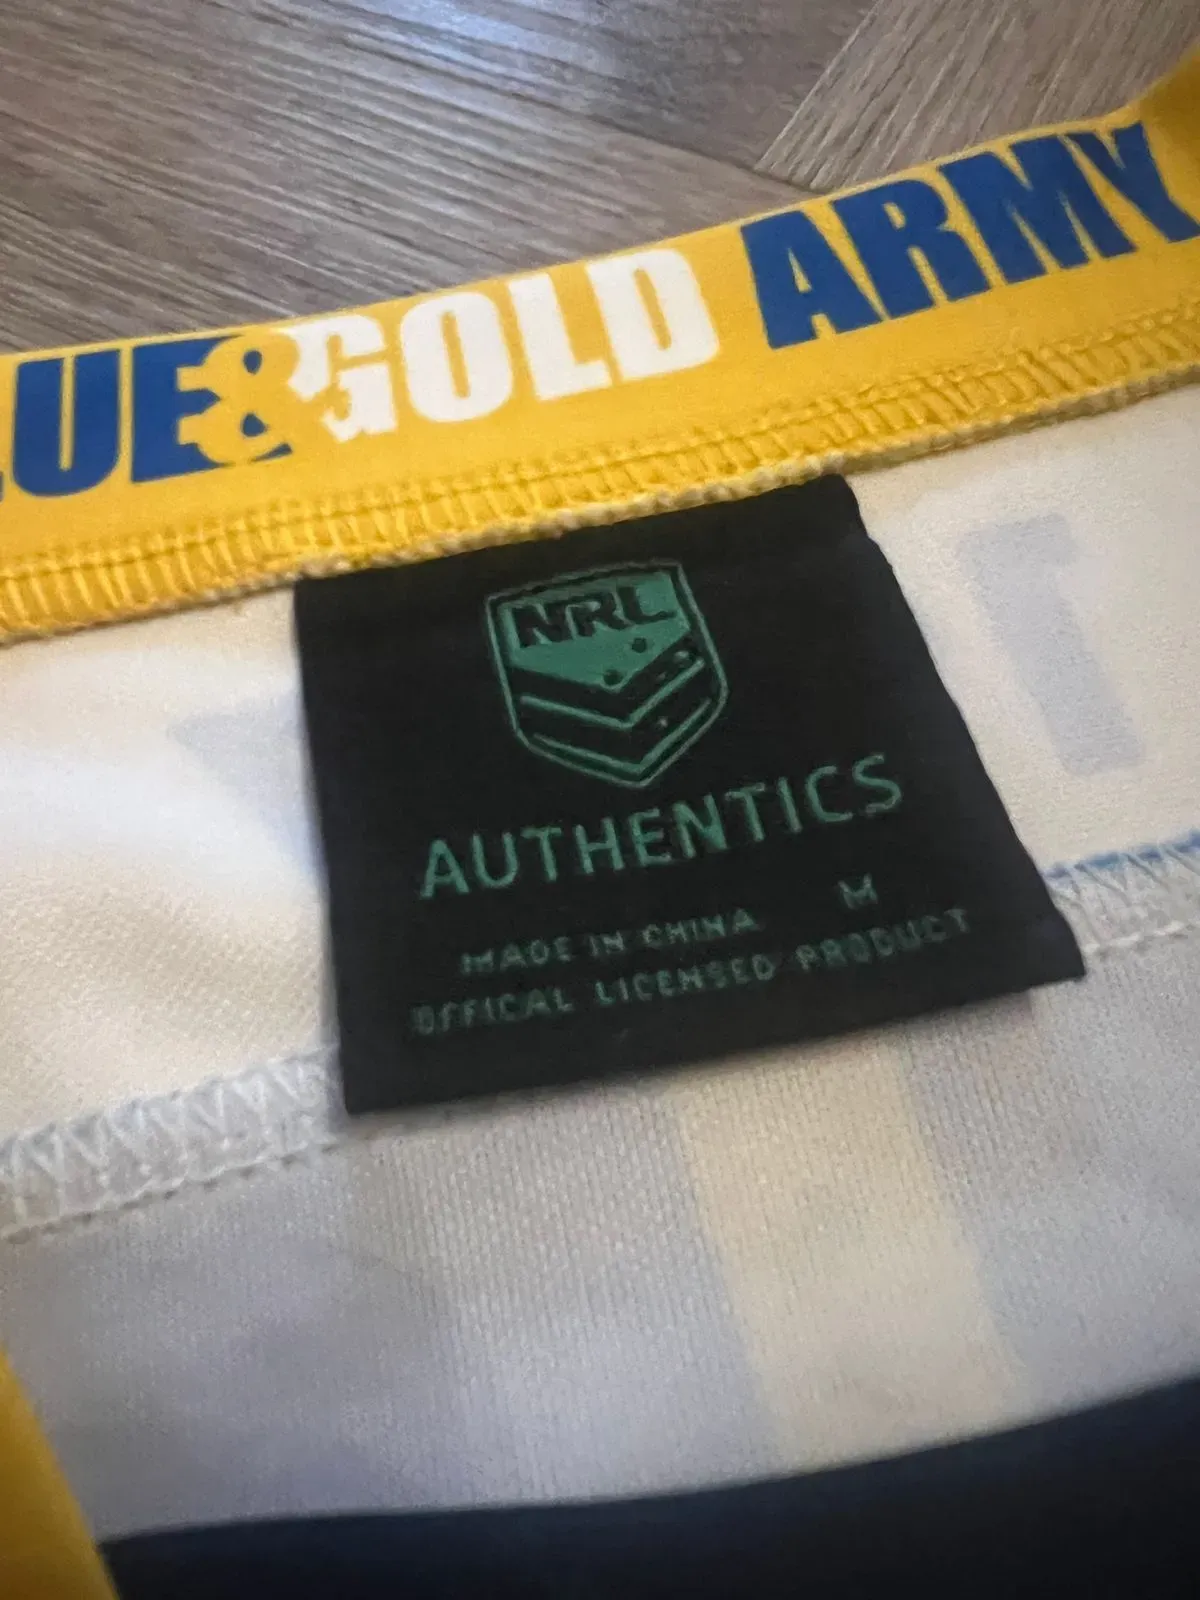 LUE&GOLD ARMY
NRL
AUTHENTICS
MADE IN CHINA M
OFFICAL LICENSED PRODUCT